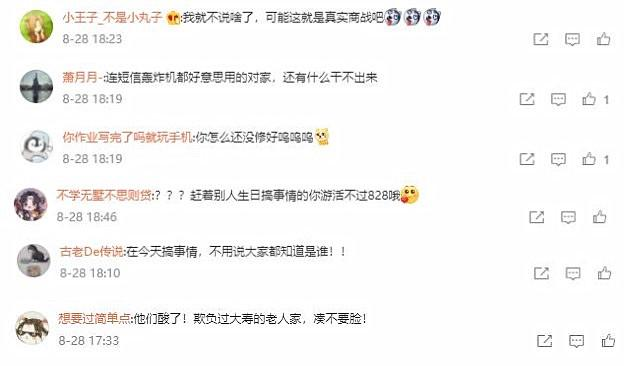 小王子_不是小丸子:我就不说啥了，可能这就是真实商战吧
8-28 18:23
萧月月-:连短信轰炸机都好意思用的对家，还有什么干不出来
8-28 18:19
1
你作业写完了吗就玩手机:你怎么还没修好呜呜呜
8-28 18:19
1
不学无墅不思则贷:？？？赶着别人生日搞事情的你游活不过828哦
8-28 18:46
古老De传说:在今天搞事情，不用说大家都知道是谁！！
8-28 18:10
想要过简单点:他们酸了！欺负过大寿的老人家，凑不要脸！
8-28 17:33